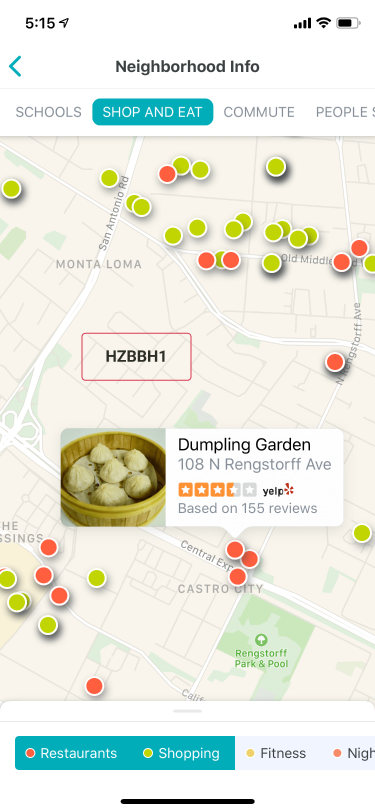 5:15
Neighborhood Info
SCHOOLS SHOP AND EAT COMMUTE PEOPLE S
San Antonio Rd
MONTA LOMA
Old Middle
HZBBH1
N Rengstorff Ave
Dumpling Garden
108 N Rengstorff Ave
yelp
Based on 155 reviews
THE
SSINGS
Central Exp
CASTRO CITY
Rengstorff
Park & Pool
Calif
Restaurants Shopping Fitness Nigh